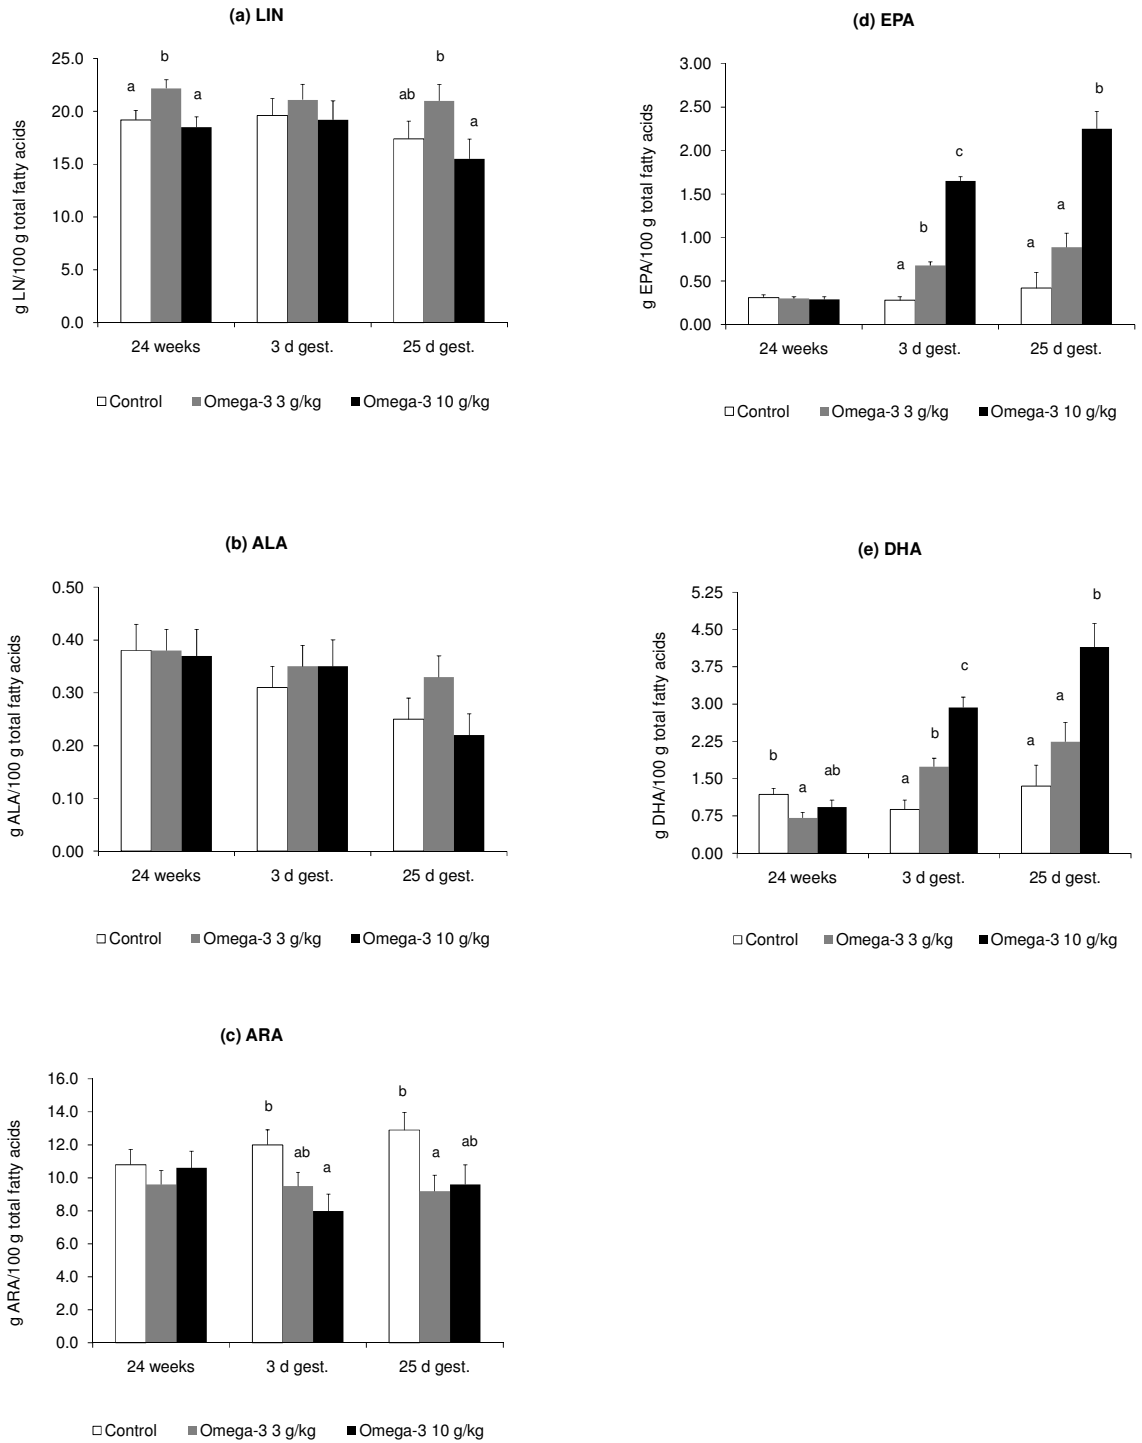 (a) LIN
g LN/100 g total fatty acids
25.0
20.0
15.0
10.0
5.0
0.0
a
b
a
ab
b
a
24 weeks
3 d gest.
25 d gest.
Control
Omega-3 3 g/kg
Omega-3 10 g/kg
(d) EPA
g EPA/100 g total fatty acids
3.00
2.50
2.00
1.50
1.00
0.50
0.00
a
b
c
a
a
b
24 weeks
3 d gest.
25 d gest.
Control
Omega-3 3 g/kg
Omega-3 10 g/kg
(b) ALA
g ALA/100 g total fatty acids
0.50
0.40
0.30
0.20
0.10
0.00
24 weeks
3 d gest.
25 d gest.
Control
Omega-3 3 g/kg
Omega-3 10 g/kg
(e) DHA
g DHA/100 g total fatty acids
5.25
4.50
3.75
3.00
2.25
1.50
0.75
0.00
b
a
ab
a
b
c
a
a
b
24 weeks
3 d gest.
25 d gest.
Control
Omega-3 3 g/kg
Omega-3 10 g/kg
(c) ARA
g ARA/100 g total fatty acids
16.0
14.0
12.0
10.0
8.0
6.0
4.0
2.0
0.0
b
ab
a
b
a
ab
24 weeks
3 d gest.
25 d gest.
Control
Omega-3 3 g/kg
Omega-3 10 g/kg